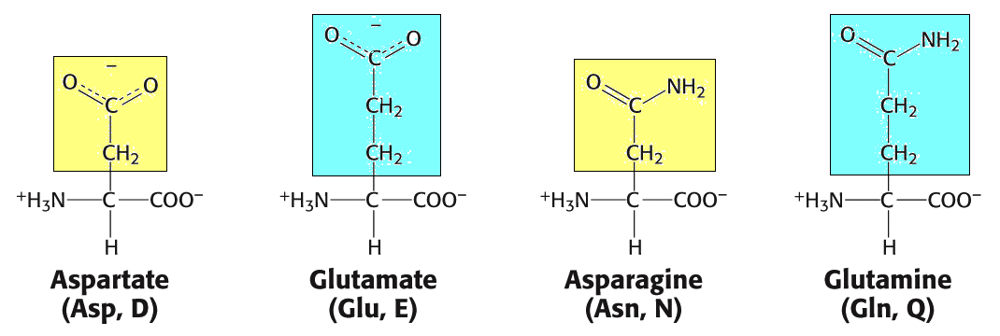 O − O
C
CH₂
⁺H₃N—C—COO⁻
H
Aspartate
(Asp, D)
O − O
C
CH₂
CH₂
⁺H₃N—C—COO⁻
H
Glutamate
(Glu, E)
O NH₂
C
CH₂
⁺H₃N—C—COO⁻
H
Asparagine
(Asn, N)
O NH₂
C
CH₂
CH₂
⁺H₃N—C—COO⁻
H
Glutamine
(Gln, Q)